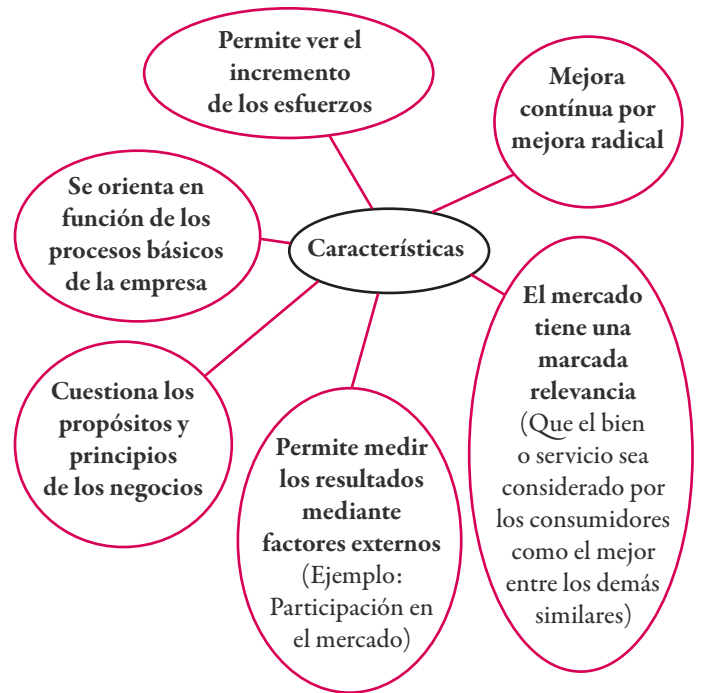 Permite ver el
incremento
de los esfuerzos
Mejora
contínua por
mejora radical
Se orienta en
función de los
procesos básicos
de la empresa
Características
El mercado
tiene una
marcada
relevancia
(Que el bien
o servicio sea
considerado por
los consumidores
como el mejor
entre los demás
similares)
Cuestiona los
propósitos y
principios
de los negocios
Permite medir
los resultados
mediante
factores externos
(Ejemplo:
Participación en
el mercado)